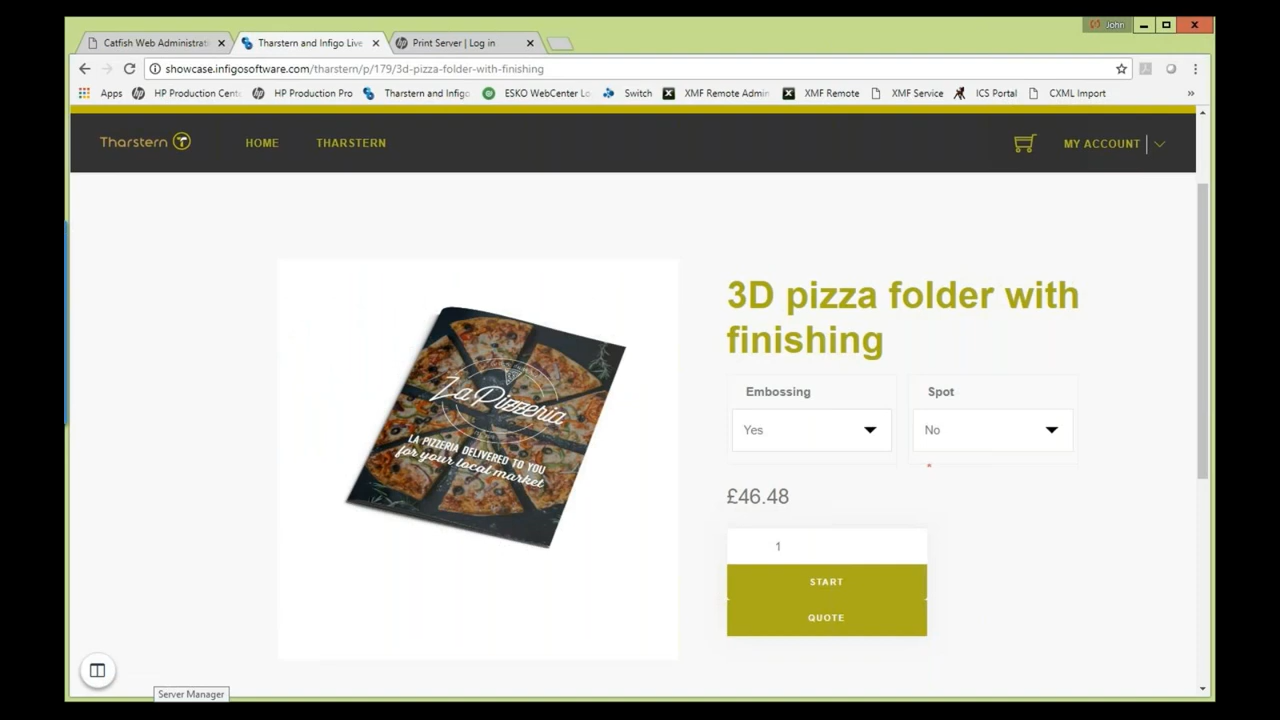 John
Catfish Web Administrati
Tharstern and Infigo Live
Print Server | Log in
showcase.infigosoftware.com/tharstern/p/179/3d-pizza-folder-with-finishing
Apps
HP Production Cente
HP Production Pro
Tharstern and Infigo
ESKO WebCenter Lo
Switch
XMF Remote Admin
XMF Remote
XMF Service
ICS Portal
CXML Import
»
Tharstern
HOME
THARSTERN
MY ACCOUNT
3D pizza folder with
finishing
Embossing
Spot
Yes
No
*
£46.48
1
START
QUOTE
La Pizzeria
LA PIZZERIA DELIVERED TO YOU
for your local market
Server Manager